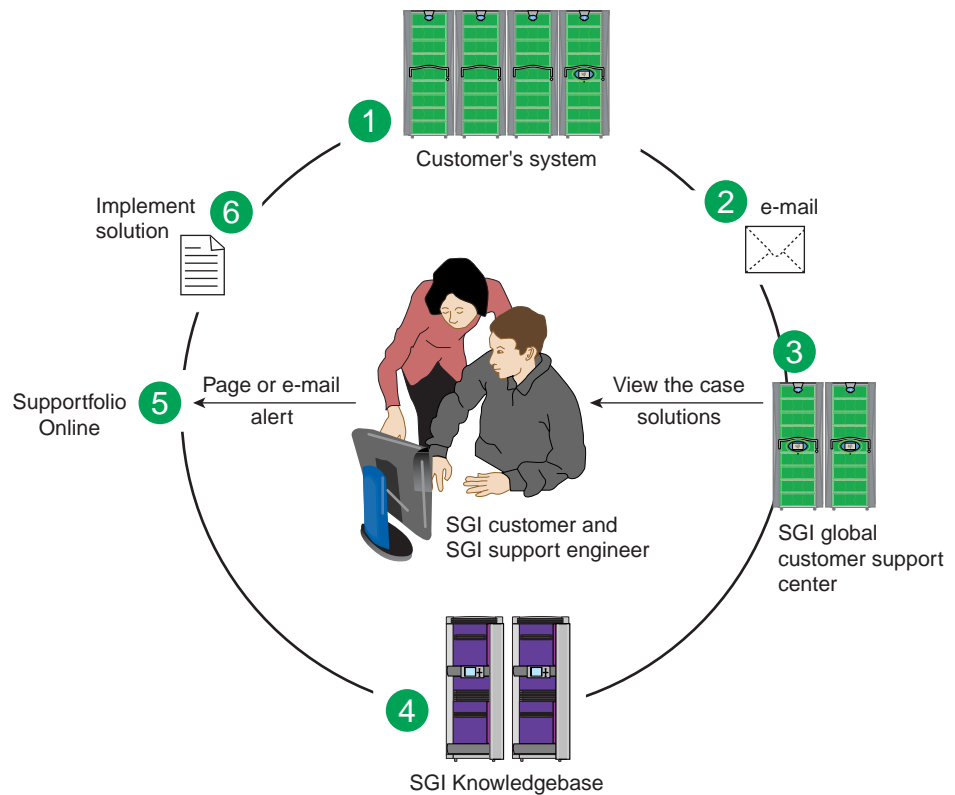 1
Customer's system
2
e-mail
6
Implement
solution
3
View the case
solutions
Page or e-mail
alert
Supportfolio
Online
5
SGI customer and
SGI support engineer
SGI global
customer support
center
4
SGI Knowledgebase